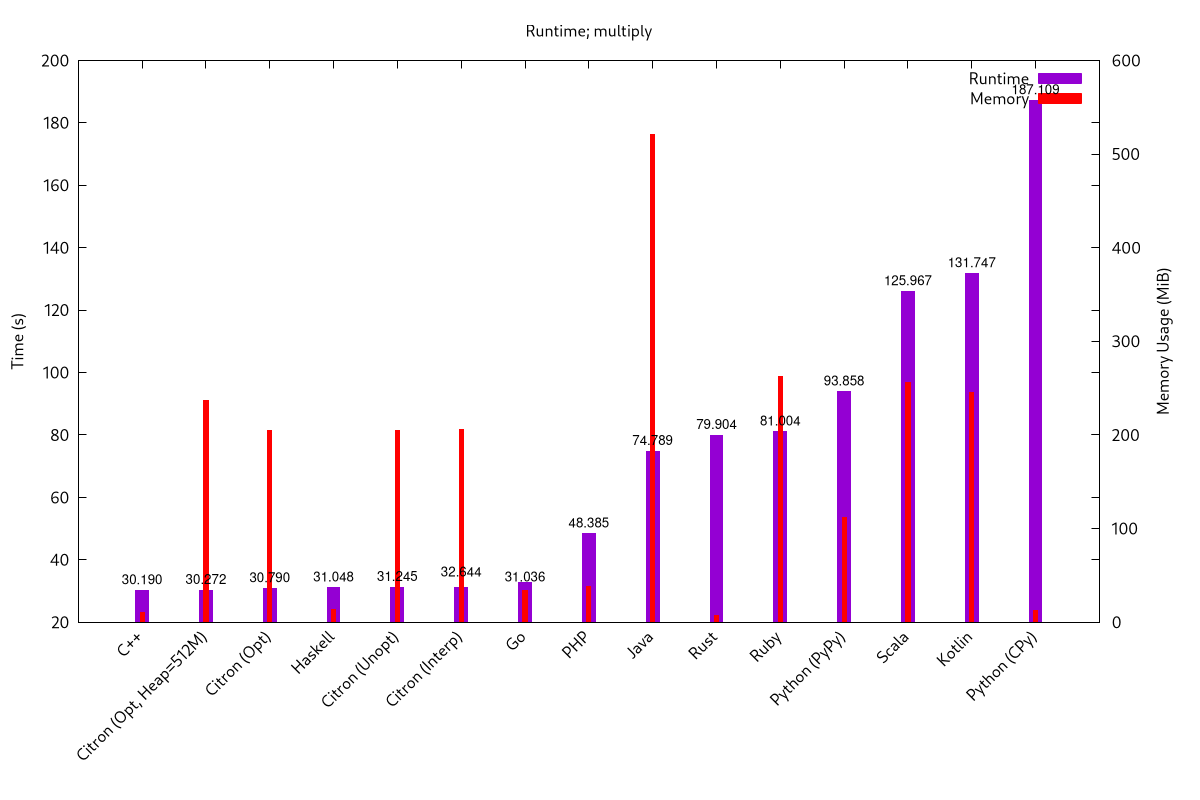 Runtime; multiply
Runtime
Memory
Time (s)
Memory Usage (MiB)
200
180
160
140
120
100
80
60
40
20
600
500
400
300
200
100
0
30.190
30.272
30.790
31.048
31.245
32.644
31.036
48.385
74.789
79.904
81.004
93.858
125.967
131.747
187.109
C++
Citron (Opt, Heap=512M)
Citron (Opt)
Haskell
Citron (Unopt)
Citron (Interp)
Go
PHP
Java
Rust
Ruby
Python (PyPy)
Scala
Kotlin
Python (CPy)